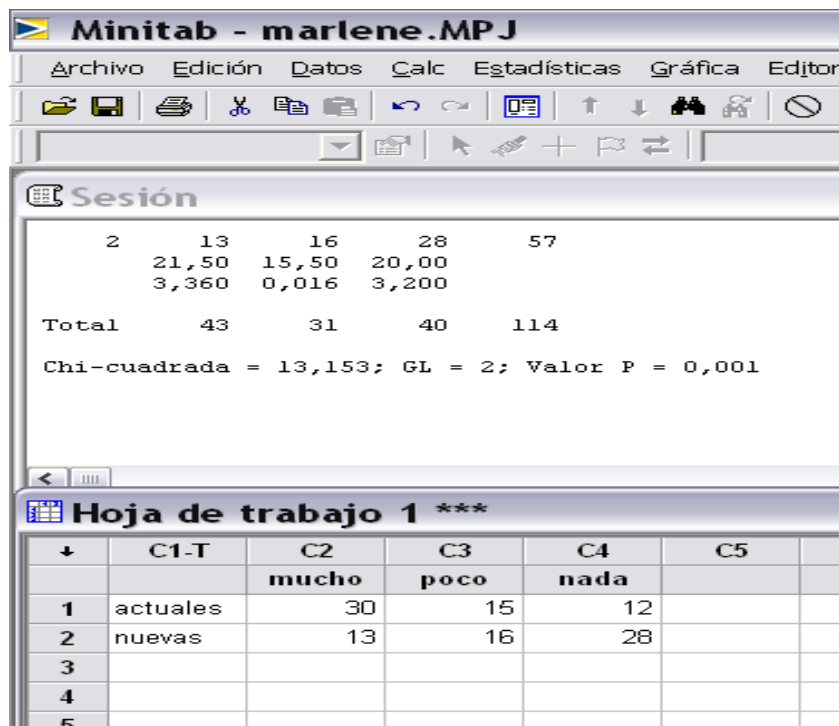 Minitab - marlene.MPJ
Archivo Edición Datos Calc Estadísticas Gráfica Editor
Sesión
2 13 16 28 57
21,50 15,50 20,00
3,360 0,016 3,200
Total 43 31 40 114
Chi-cuadrada = 13,153; GL = 2; Valor P = 0,001
Hoja de trabajo 1 ***
C1-T C2 C3 C4 C5
mucho poco nada
1 actuales 30 15 12
2 nuevas 13 16 28
3
4
5